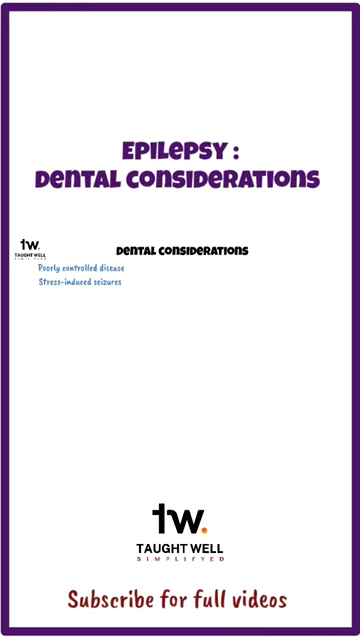 Epilepsy :
Dental Considerations
tw.
TAUGHT WELL
SIMPLIFIED
Dental Considerations
Poorly controlled disease
Stress-induced seizures
tw.
TAUGHT WELL
SIMPLIFYED
Subscribe for full videos